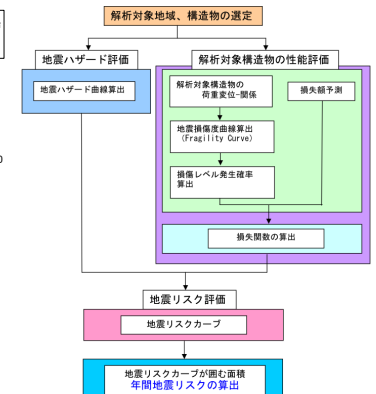 解析対象地域、構造物の選定
地震ハザード評価
解析対象構造物の性能評価
地震ハザード曲線算出
解析対象構造物の
荷重変位-関係
損失額予測
地震損傷度曲線算出
(Fragility Curve)
損傷レベル発生確率
算出
損失関数の算出
地震リスク評価
地震リスクカーブ
地震リスクカーブが囲む面積
年間地震リスクの算出